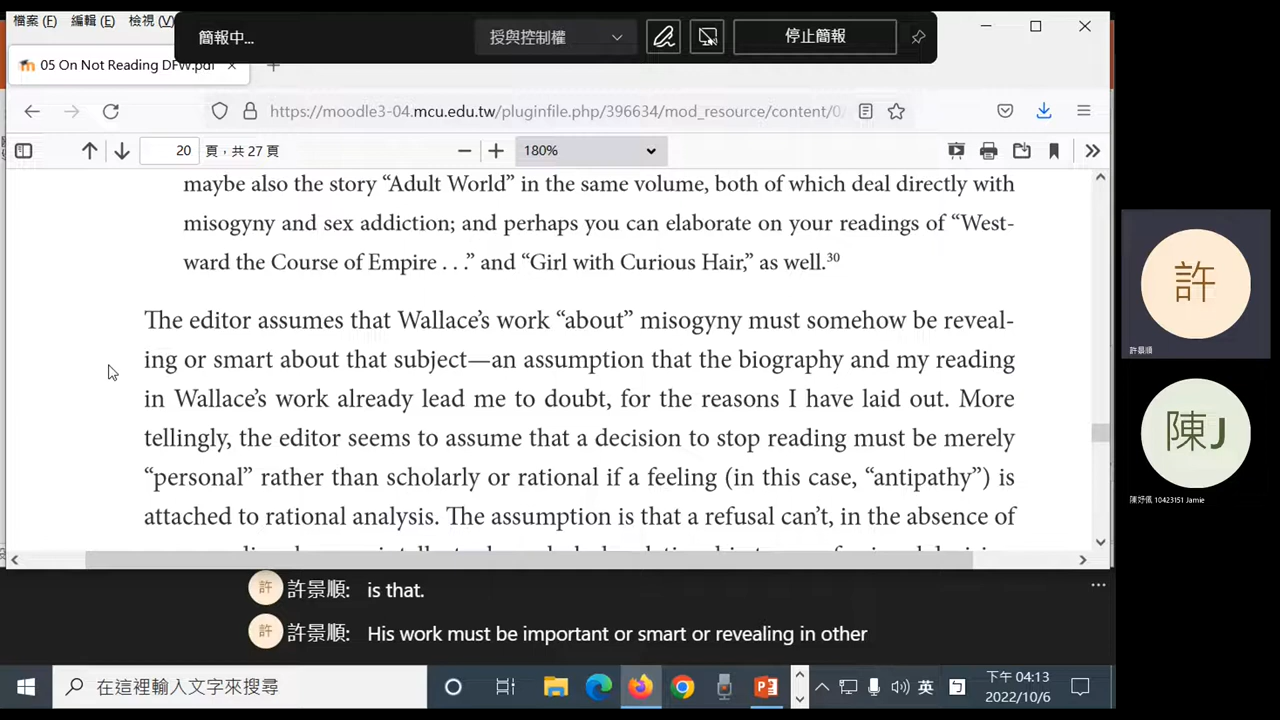 檔案 (F) 編輯 (E) 檢視 (V)
簡報中...
授與控制權
停止簡報
05 On Not Reading DFW.pdf
https://moodle3-04.mcu.edu.tw/pluginfile.php/396634/mod_resource/content/0
20 頁，共 27 頁
180%
maybe also the story “Adult World” in the same volume, both of which deal directly with
misogyny and sex addiction; and perhaps you can elaborate on your readings of “West-
ward the Course of Empire . . .” and “Girl with Curious Hair,” as well.30
The editor assumes that Wallace’s work “about” misogyny must somehow be reveal-
ing or smart about that subject—an assumption that the biography and my reading
in Wallace’s work already lead me to doubt, for the reasons I have laid out. More
tellingly, the editor seems to assume that a decision to stop reading must be merely
“personal” rather than scholarly or rational if a feeling (in this case, “antipathy”) is
attached to rational analysis. The assumption is that a refusal can’t, in the absence of
許
許景順
陳J
陳妤佩 10423151 Jamie
許 許景順: is that.
許 許景順: His work must be important or smart or revealing in other
在這裡輸入文字來搜尋
英
下午 04:13
2022/10/6